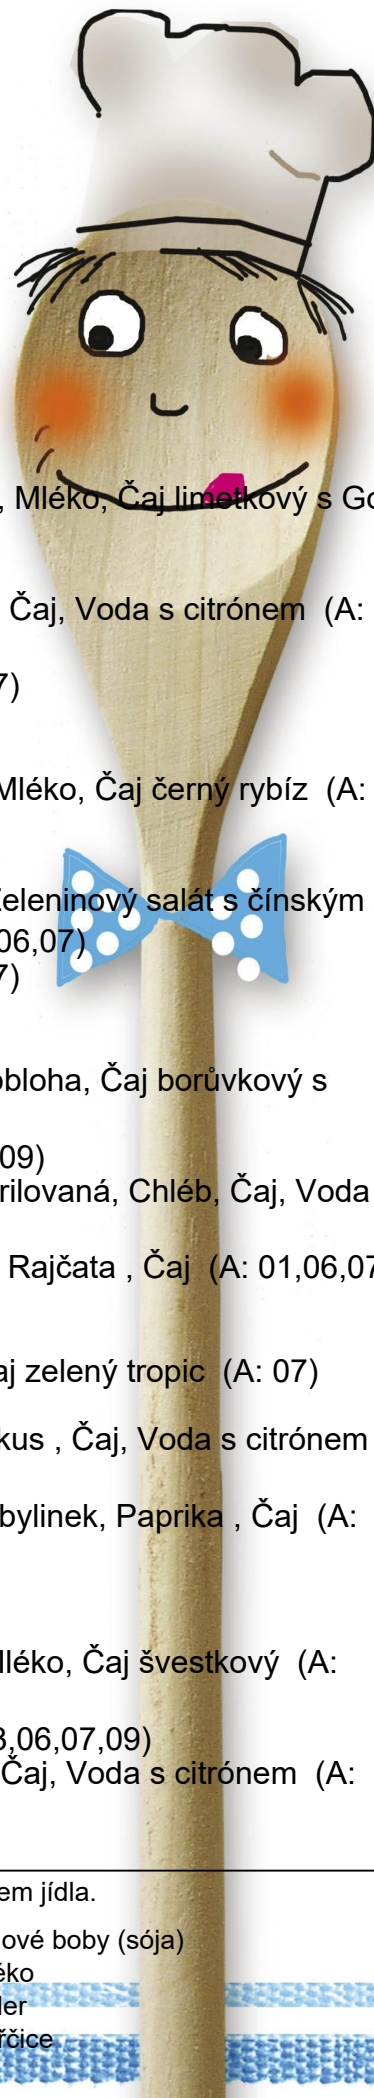 , Mléko, Čaj limetkový s Go
Čaj, Voda s citrónem (A:
7)
Mléko, Čaj černý rybíz (A:
Zeleninový salát s čínským
06,07)
7)
obloha, Čaj borůvkový s
09)
rilovaná, Chléb, Čaj, Voda
Rajčata , Čaj (A: 01,06,07
aj zelený tropic (A: 07)
kus , Čaj, Voda s citrónem
bylinek, Paprika , Čaj (A:
Mléko, Čaj švestkový (A:
3,06,07,09)
Čaj, Voda s citrónem (A:
em jídla.
ové boby (sója)
éko
ler
řčice